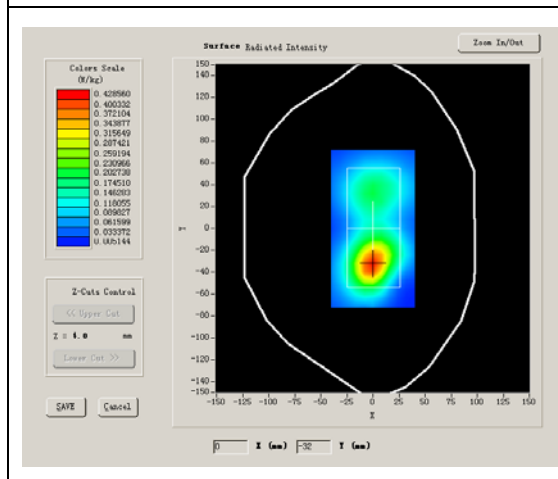 Surface Radiated Intensity
Zoom In/Out
Colors Scale
(W/kg)
0.428560
0.400332
0.372104
0.343877
0.315649
0.287421
0.259194
0.230966
0.202738
0.174510
0.146283
0.118055
0.089827
0.061599
0.033372
0.005144
Z-Cuts Control
<< Upper Cut
Z = 4.0 mm
Lower Cut >>
SAVE
Cancel
150
140
120
100
80
60
40
20
0
-20
-40
-60
-80
-100
-120
-140
-150
Y
-150 -125 -100 -75 -50 -25 0 25 50 75 100 125 150
X
0 X (mm) -32 Y (mm)